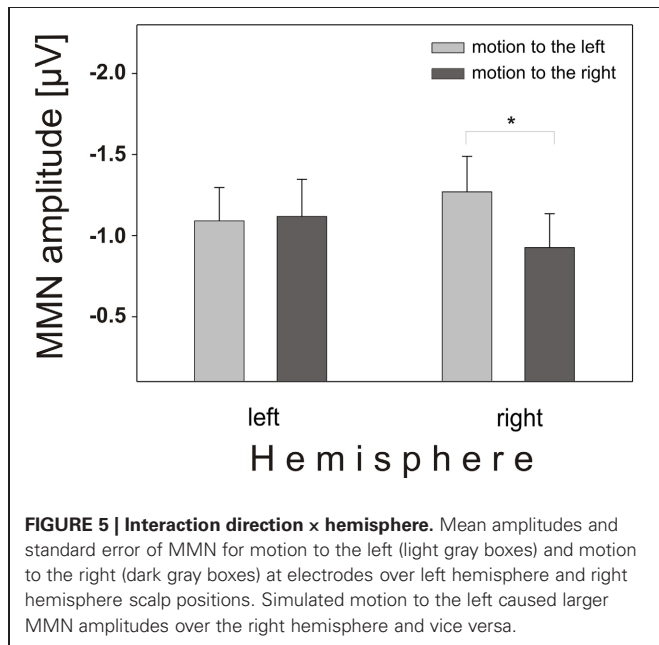 motion to the left
motion to the right
MMN amplitude [µV]
-2.0
-1.5
-1.0
-0.5
*
left
right
Hemisphere
FIGURE 5 | Interaction direction x hemisphere. Mean amplitudes and
standard error of MMN for motion to the left (light gray boxes) and motion
to the right (dark gray boxes) at electrodes over left hemisphere and right
hemisphere scalp positions. Simulated motion to the left caused larger
MMN amplitudes over the right hemisphere and vice versa.